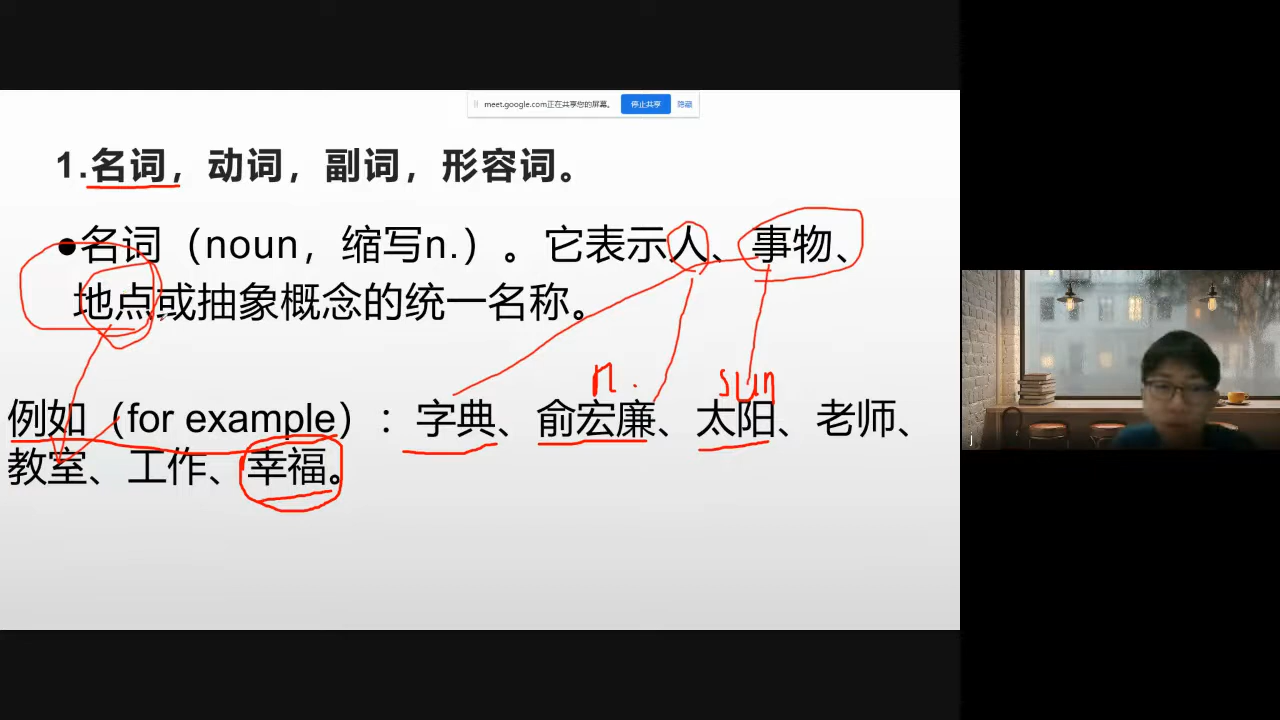 meet.google.com正在共享您的屏幕。 停止共享 隐藏
1.名词，动词，副词，形容词。
●名词（noun，缩写n.）。它表示人、事物、
地点或抽象概念的统一名称。
n. sun
例如（for example）：字典、俞宏廉、太阳、老师、
教室、工作、幸福。
j